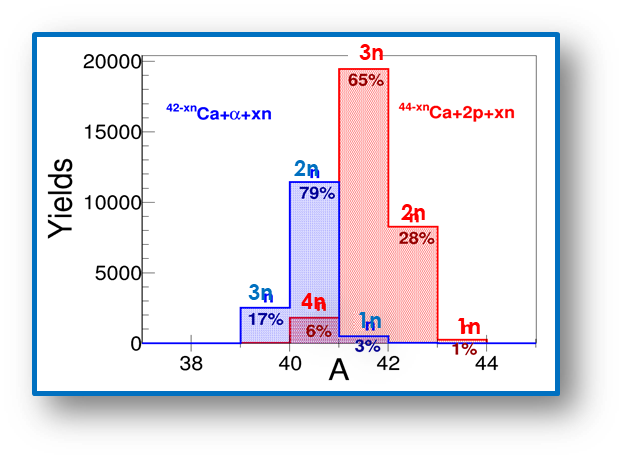 3n
20000
65%
42-xnCa+α+xn
44-xnCa+2p+xn
15000
2n
79%
Yields
10000
2n
28%
5000
3n
17%
4n
6%
1n
3%
1n
1%
0
38
40
42
44
A